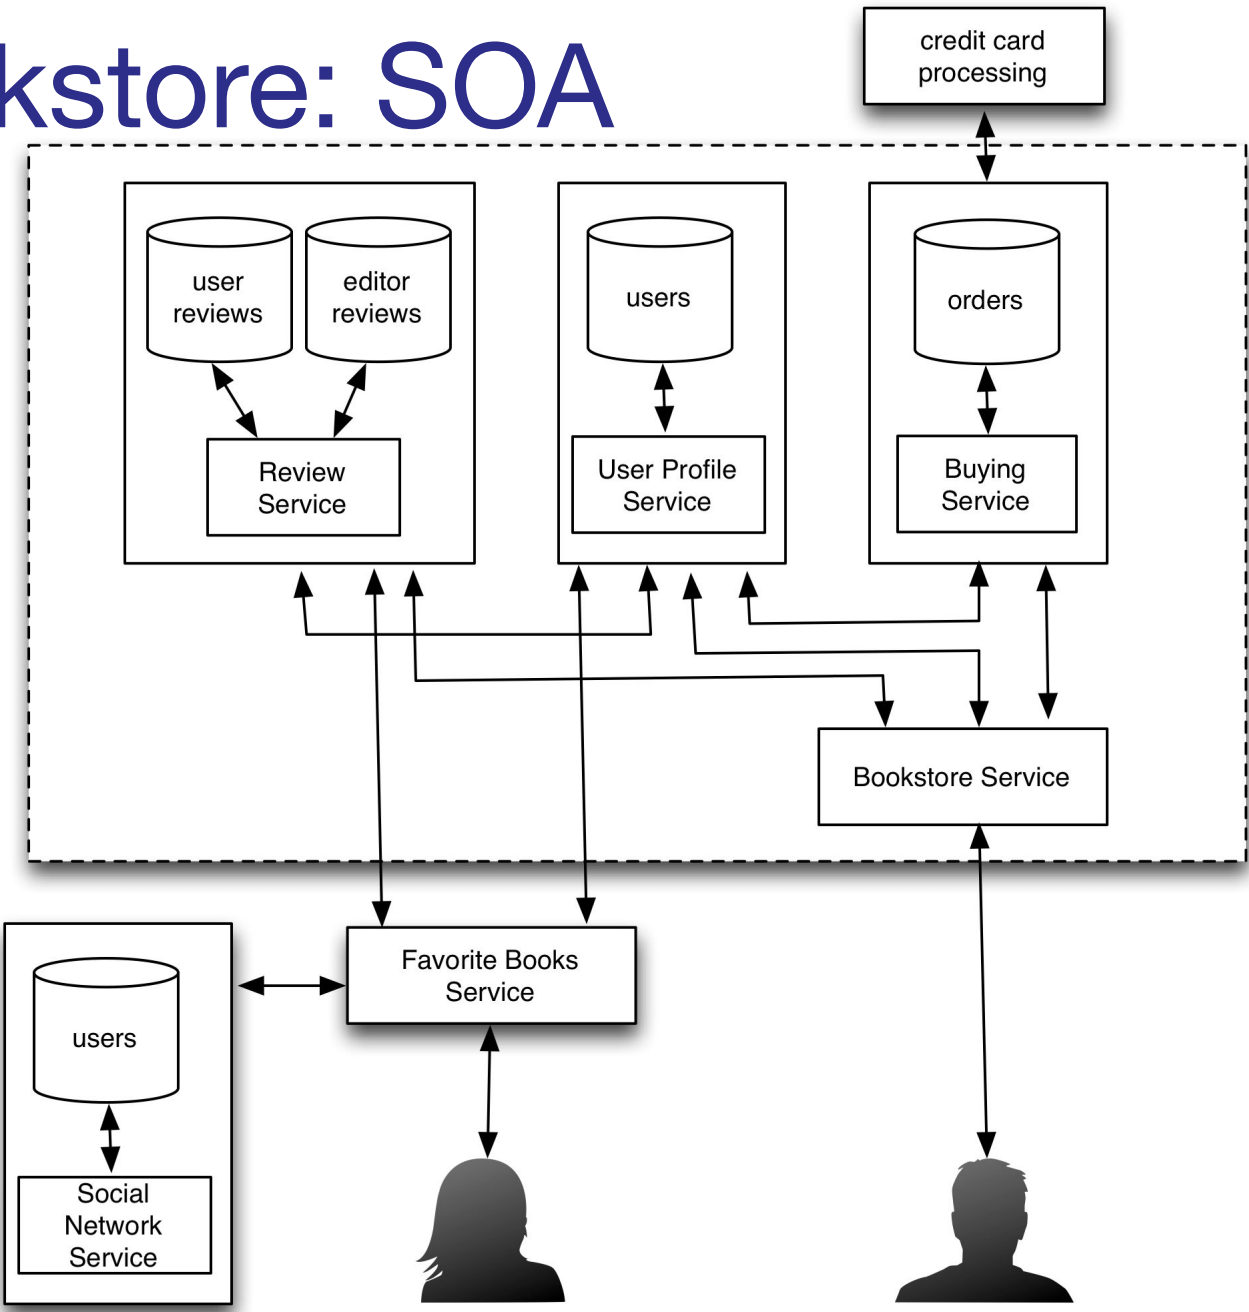 kstore: SOA
credit card
processing
user
reviews
editor
reviews
users
orders
Review
Service
User Profile
Service
Buying
Service
Bookstore Service
Favorite Books
Service
users
Social
Network
Service